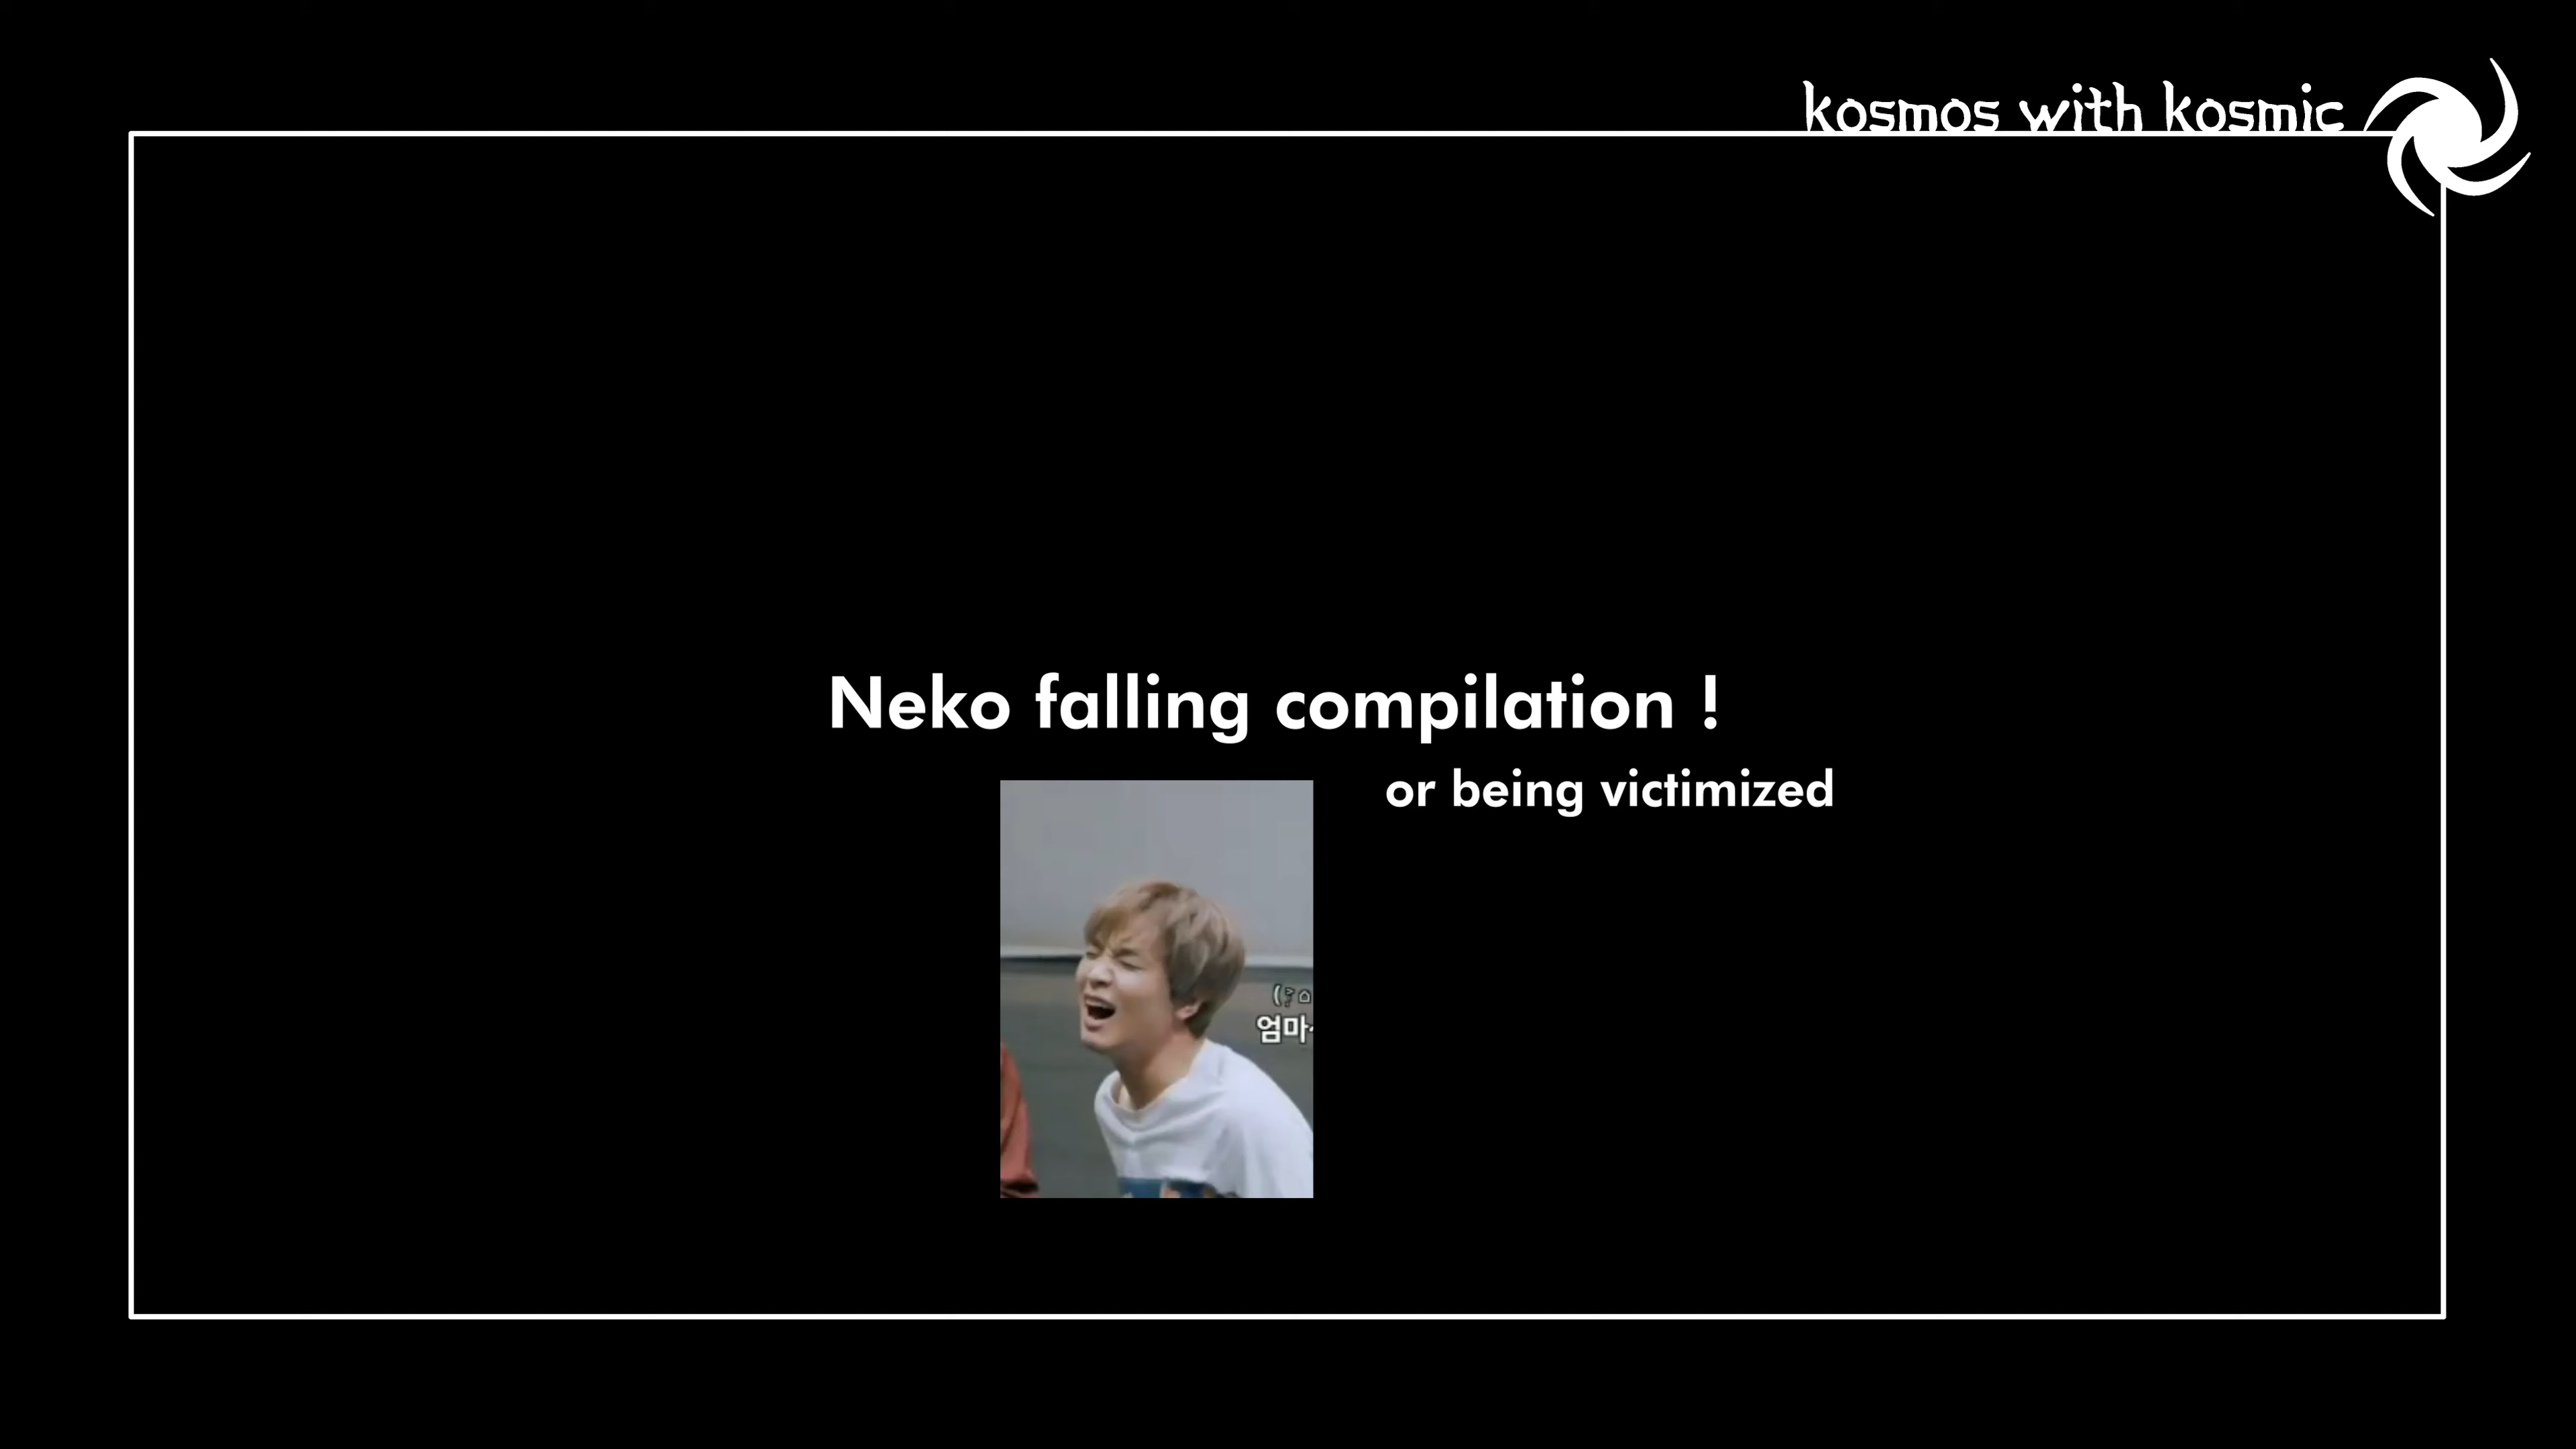 kosmos with kosmic
Neko falling compilation !
or being victimized
엄마